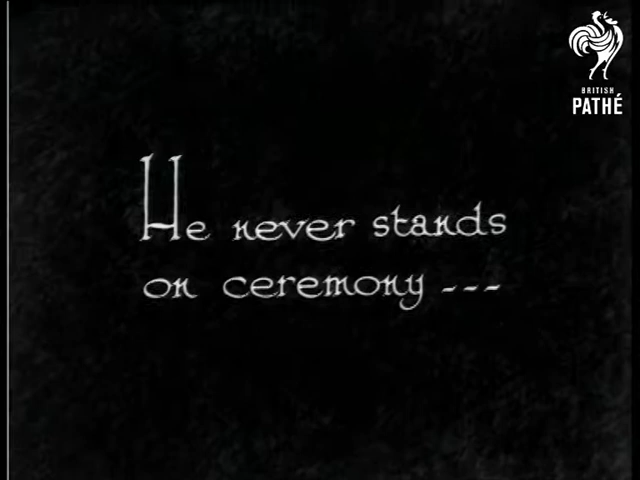 BRITISH
PATHÉ
He never stands
on ceremony ---